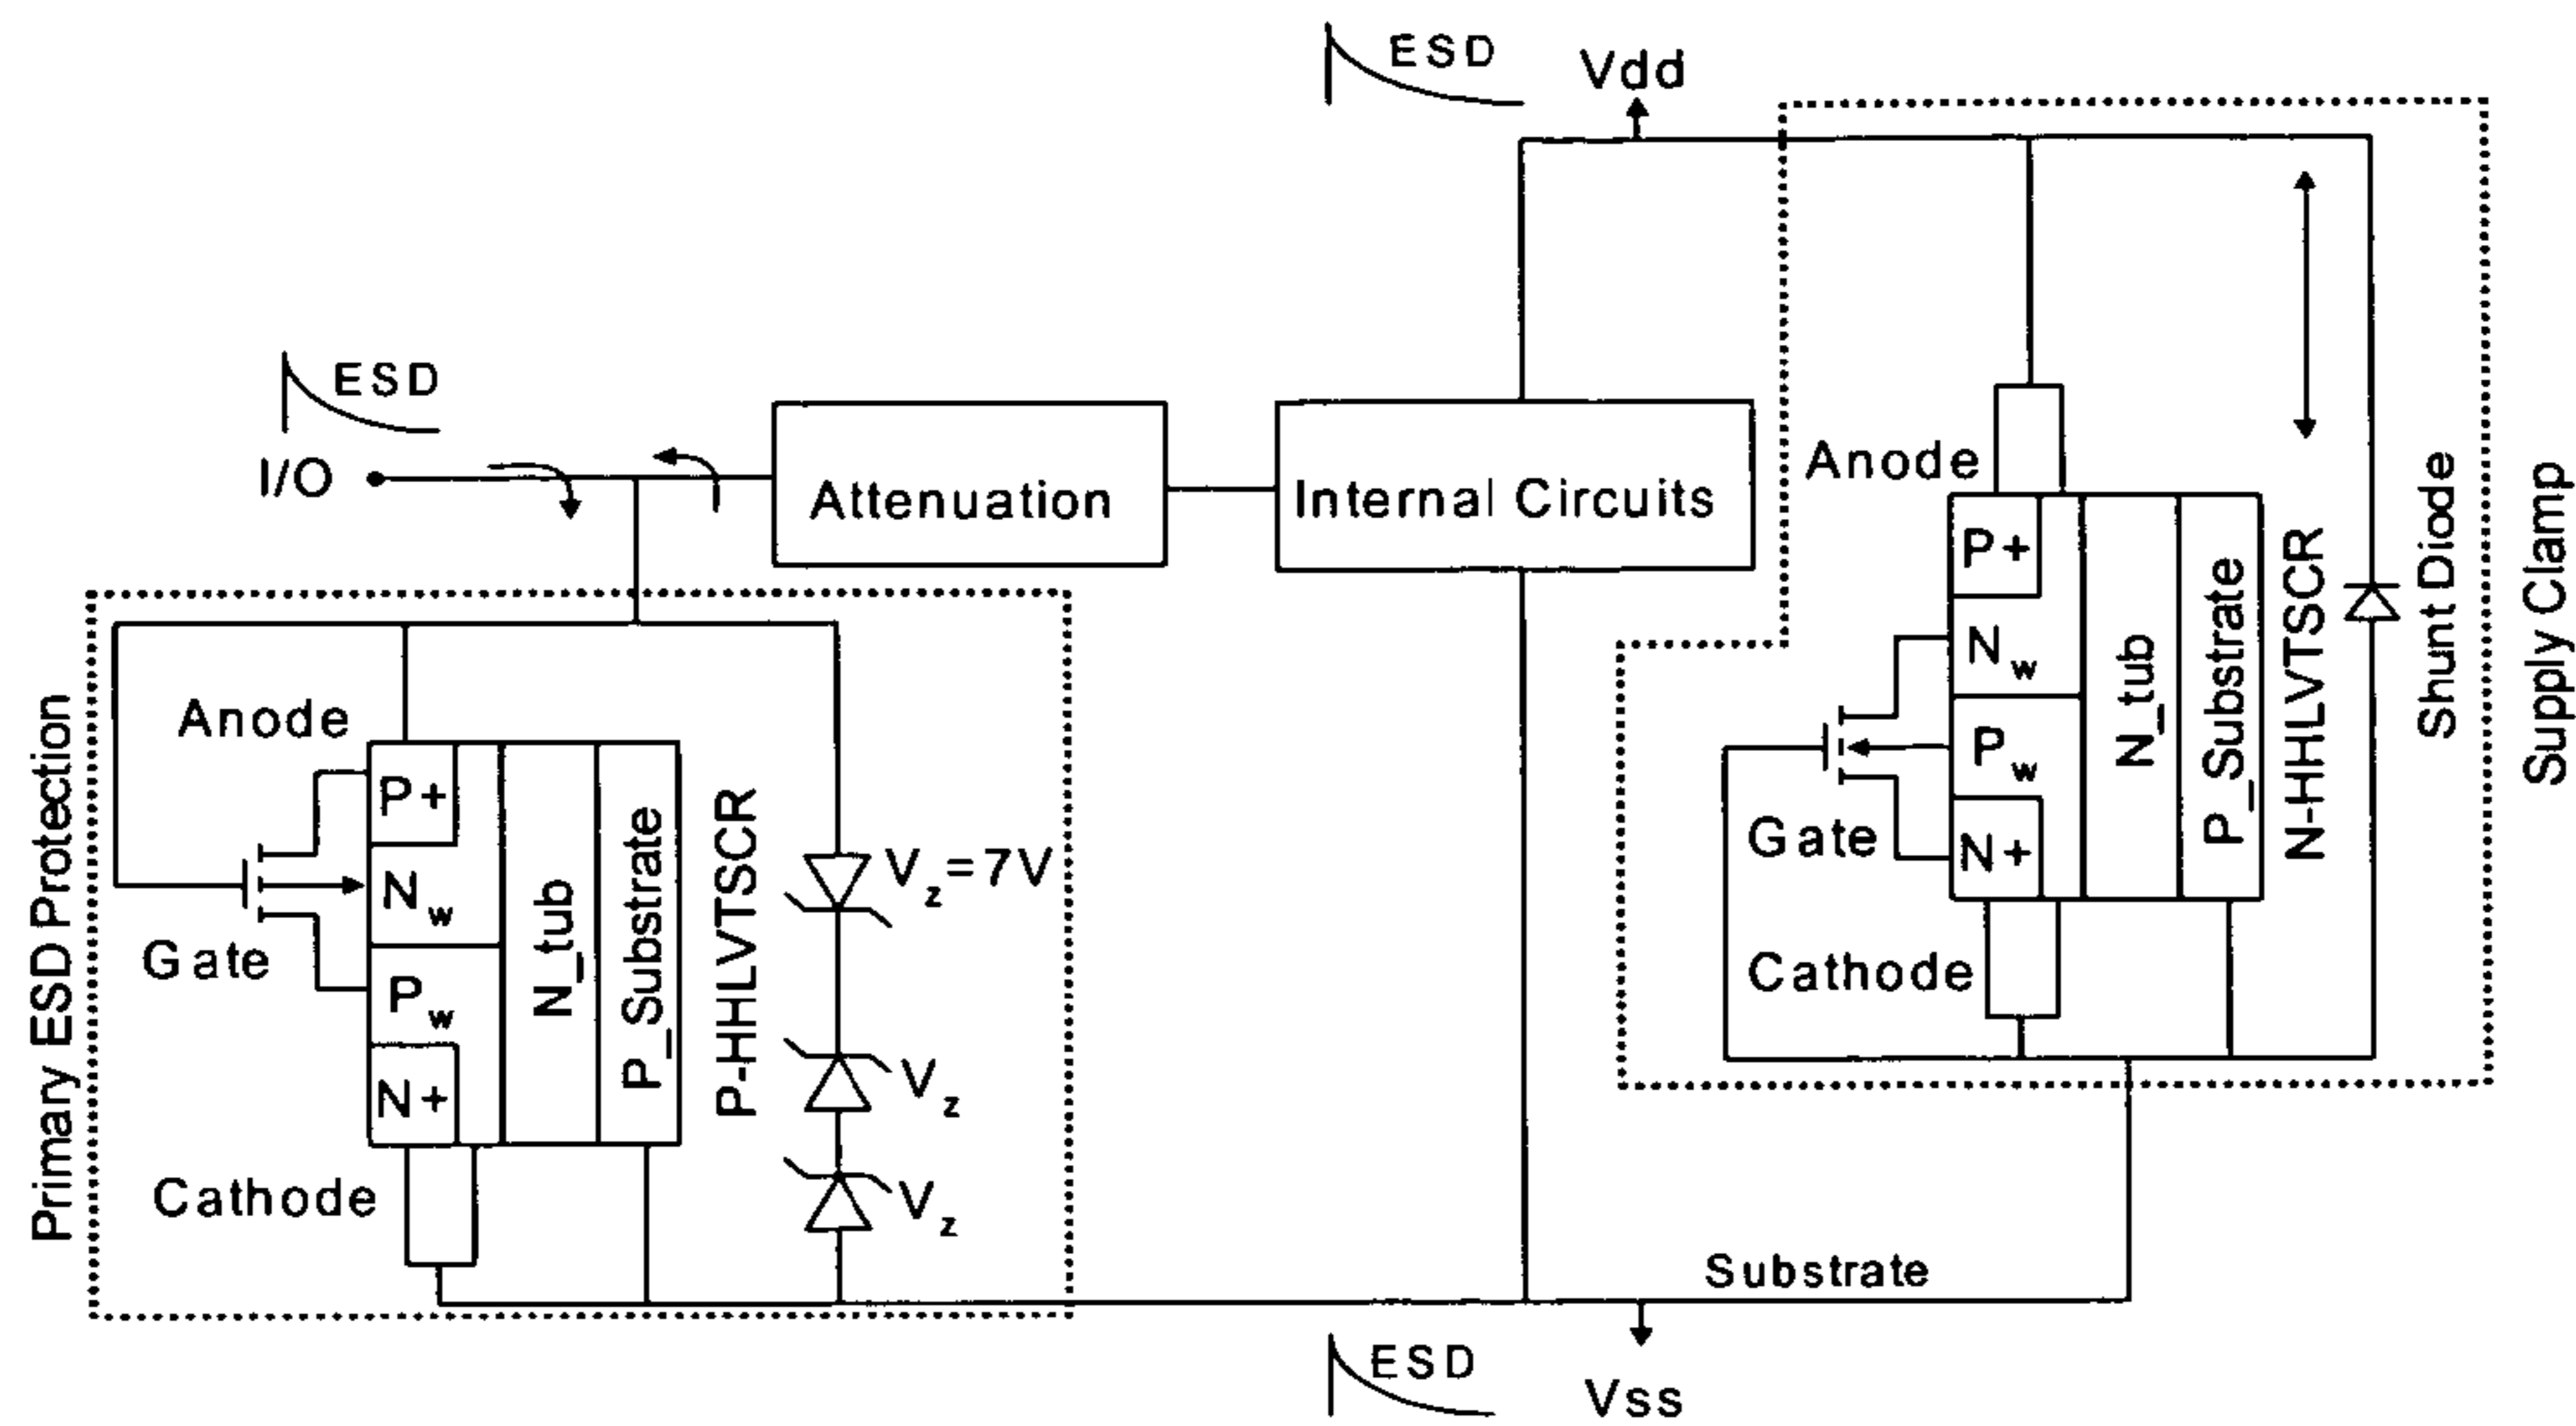 ESD
Vdd
ESD
I/O
Attenuation
Internal Circuits
Primary ESD Protection
Anode
Gate
Cathode
P+
Nw
Pw
N+
N_tub
P_Substrate
P-HHLVTSCR
Vz=7V
Vz
Vz
Anode
Gate
Cathode
P+
Nw
Pw
N+
N_tub
P_Substrate
N-HHLVTSCR
Shunt Diode
Supply Clamp
Substrate
ESD
Vss